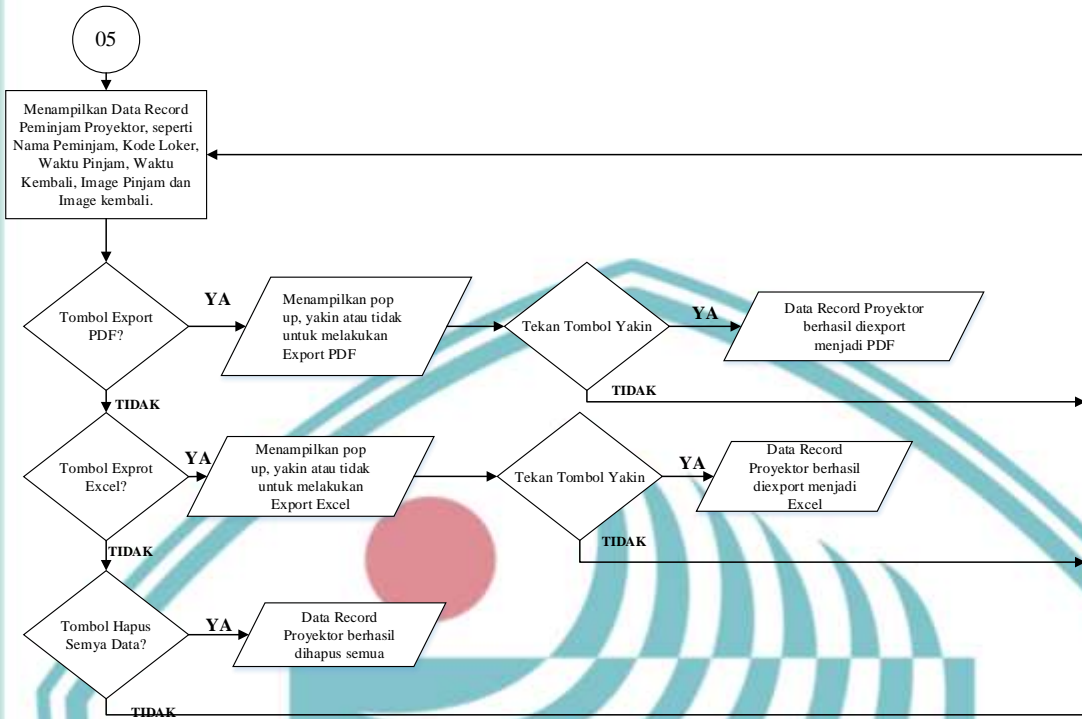 05
Menampilkan Data Record
Peminjam Proyektor, seperti
Nama Peminjam, Kode Loker,
Waktu Pinjam, Waktu
Kembali, Image Pinjam dan
Image kembali.
Tombol Export
PDF?
YA
Menampilkan pop
up, yakin atau tidak
untuk melakukan
Export PDF
Tekan Tombol Yakin
YA
Data Record Proyektor
berhasil diexport
menjadi PDF
TIDAK
TIDAK
Tombol Exprot
Excel?
YA
Menampilkan pop
up, yakin atau tidak
untuk melakukan
Export Excel
Tekan Tombol Yakin
YA
Data Record
Proyektor berhasil
diexport menjadi
Excel
TIDAK
TIDAK
Tombol Hapus
Semya Data?
YA
Data Record
Proyektor berhasil
dihapus semua
TIDAK